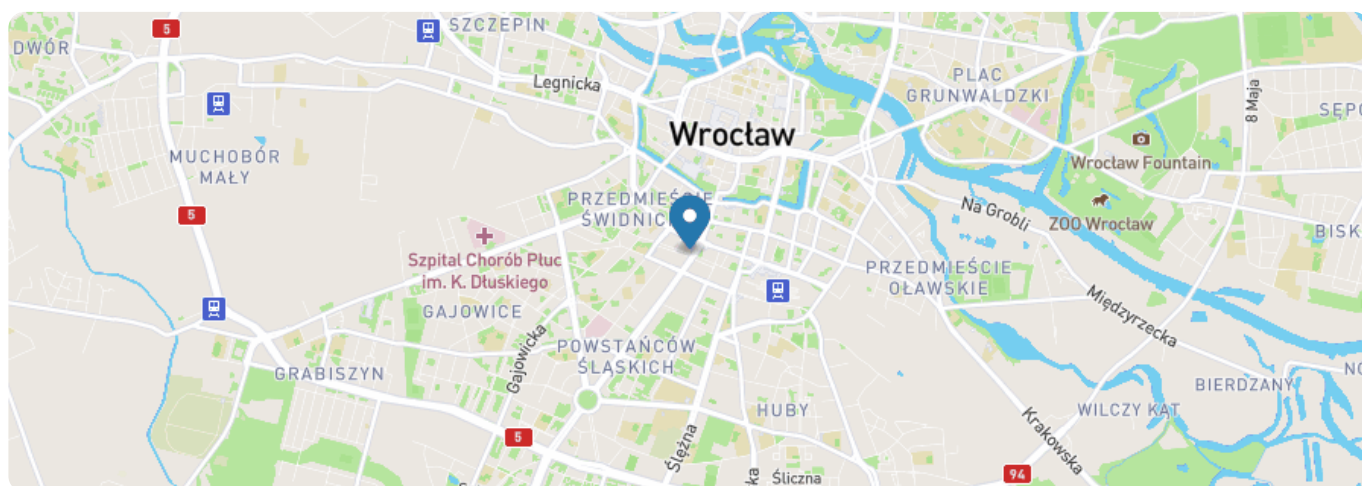 5
SZCZEPIN
DWÓR
Legnicka
PLAC
GRUNWALDZKI
8 Maja
SĘPO
Wrocław
MUCHOBÓR
MAŁY
Wrocław Fountain
PRZEDMIEŚCIE
ŚWIDNIC
5
Na Grobli
ZOO Wrocław
BISK
Szpital Chorób Płuc
im. K. Dłuskiego
PRZEDMIEŚCIE
OŁAWSKIE
GAJOWICE
Międzyrzecka
Gajowicka
POWSTAŃCÓW
ŚLĄSKICH
GRABISZYN
BIERDZANY
NO
HUBY
WILCZY KĄT
5
Ślężna
Krakowska
94
Śliczna
ka